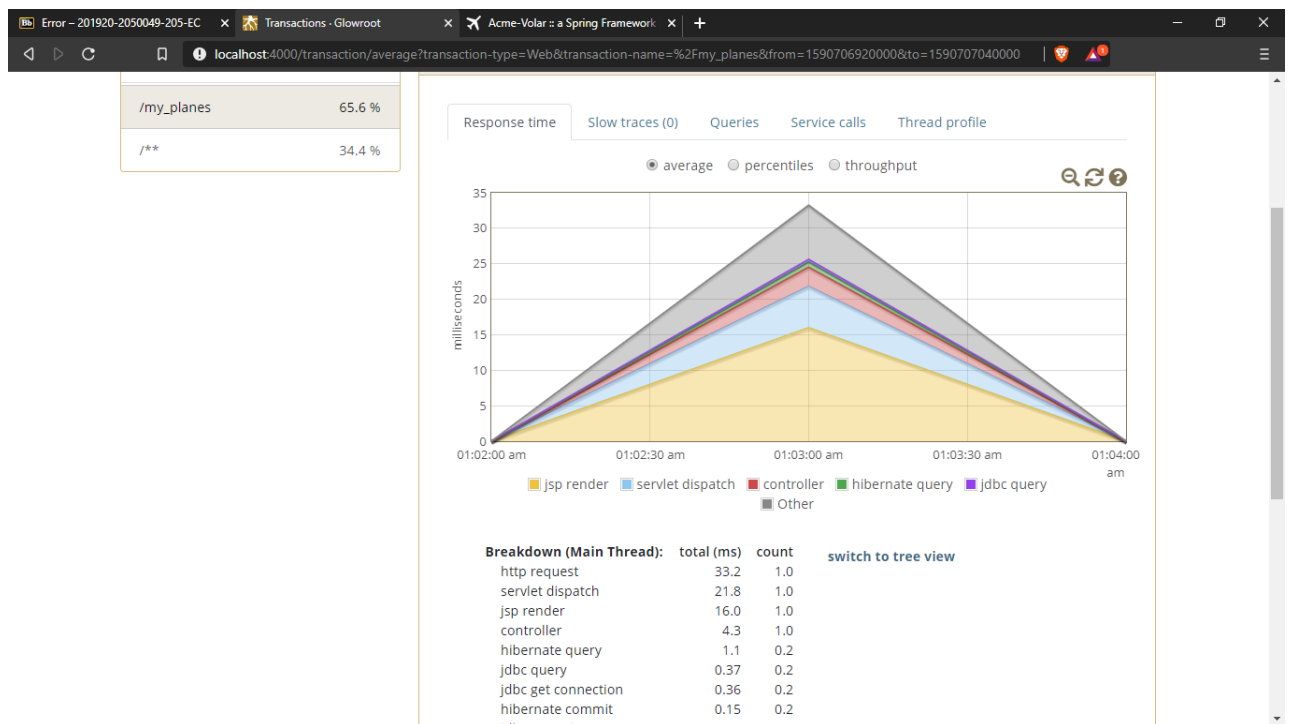 Bb Error – 201920-2050049-205-EC × Transactions - Glowroot × Acme-Volar :: a Spring Framework × +
localhost:4000/transaction/average?transaction-type=Web&transaction-name=%2Fmy_planes&from=1590706920000&to=1590707040000 1
/my_planes 65.6 %
/** 34.4 %
Response time Slow traces (0) Queries Service calls Thread profile
average percentiles throughput
35
30
25
20
15
10
5
0
milliseconds
01:02:00 am 01:02:30 am 01:03:00 am 01:03:30 am 01:04:00
am
jsp render servlet dispatch controller hibernate query jdbc query
Other
Breakdown (Main Thread): total (ms) count switch to tree view
http request 33.2 1.0
servlet dispatch 21.8 1.0
jsp render 16.0 1.0
controller 4.3 1.0
hibernate query 1.1 0.2
jdbc query 0.37 0.2
jdbc get connection 0.36 0.2
hibernate commit 0.15 0.2